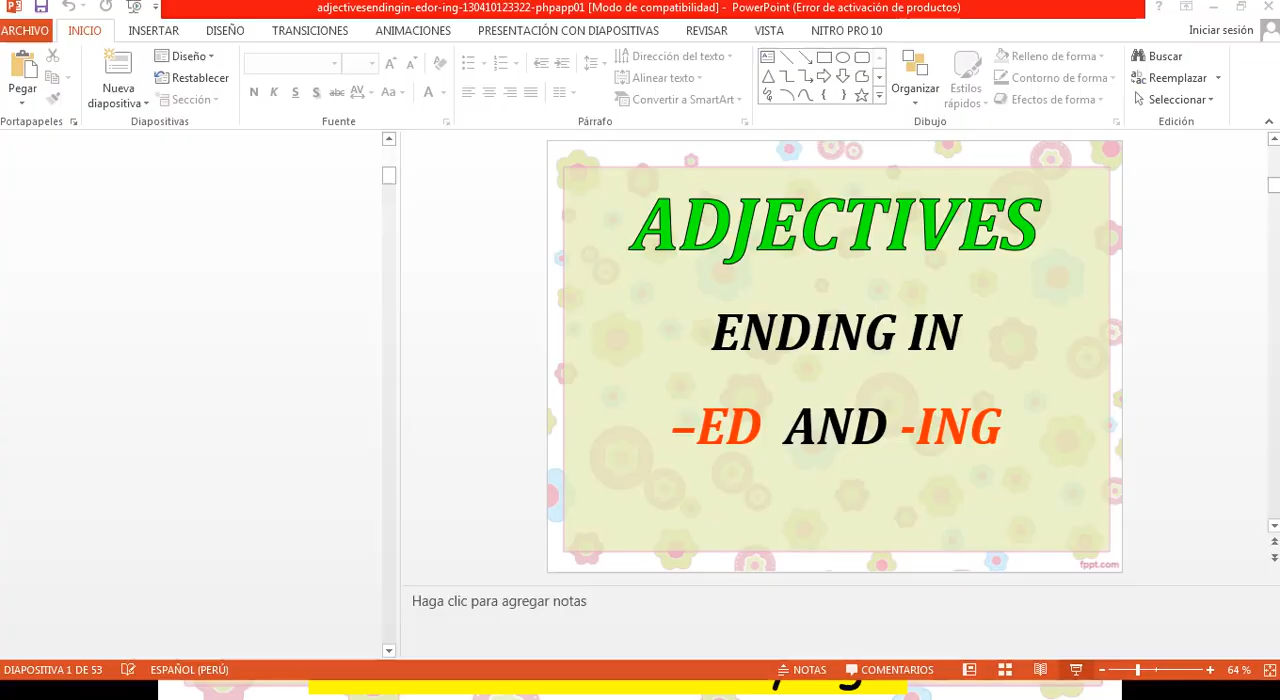 adjectivesendingin-edor-ing-130410123322-phpapp01 [Modo de compatibilidad] - PowerPoint (Error de activación de productos)
ARCHIVO INICIO INSERTAR DISEÑO TRANSICIONES ANIMACIONES PRESENTACIÓN CON DIAPOSITIVAS REVISAR VISTA NITRO PRO 10 Iniciar sesión
Pegar
Nueva diapositiva
Diseño
Restablecer
Sección
N K S S abc AV Aa A
Dirección del texto
Alinear texto
Convertir a SmartArt
Organizar
Estilos rápidos
Relleno de forma
Contorno de forma
Efectos de forma
Buscar
Reemplazar
Seleccionar
Portapapeles Diapositivas Fuente Párrafo Dibujo Edición
ADJECTIVES
ENDING IN
–ED AND -ING
fppt.com
Haga clic para agregar notas
DIAPOSITIVA 1 DE 53 ESPAÑOL (PERÚ) NOTAS COMENTARIOS 64 %